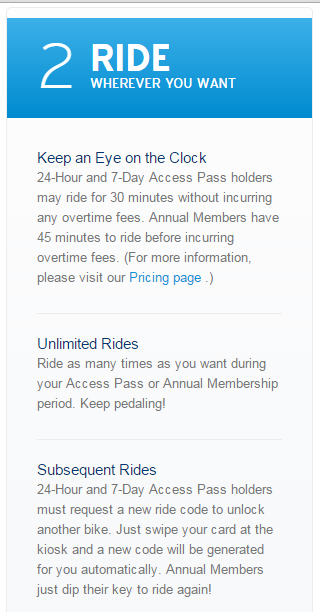 2 RIDE
WHEREVER YOU WANT
Keep an Eye on the Clock
24-Hour and 7-Day Access Pass holders
may ride for 30 minutes without incurring
any overtime fees. Annual Members have
45 minutes to ride before incurring
overtime fees. (For more information,
please visit our Pricing page .)
Unlimited Rides
Ride as many times as you want during
your Access Pass or Annual Membership
period. Keep pedaling!
Subsequent Rides
24-Hour and 7-Day Access Pass holders
must request a new ride code to unlock
another bike. Just swipe your card at the
kiosk and a new code will be generated
for you automatically. Annual Members
just dip their key to ride again!